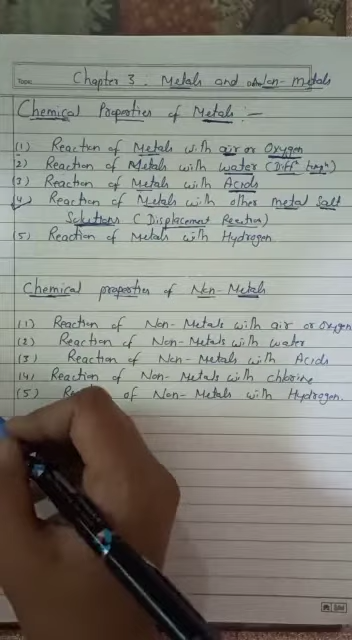 Chapter 3 : Metals and Non-metals
Chemical Properties of Metals :-
(1) Reaction of Metals with air or Oxygen
(2) Reaction of Metals with water (Diff temp)
(3) Reaction of Metals with Acids
(4) Reaction of Metals with other metal Salt
Solutions (Displacement Reaction)
(5) Reaction of Metals with Hydrogen
Chemical properties of Non-Metals
(1) Reaction of Non-Metals with air or Oxygen
(2) Reaction of Non-Metals with water
(3) Reaction of Non-Metals with Acids
(4) Reaction of Non-Metals with chlorine
(5) Reaction of Non-Metals with Hydrogen.